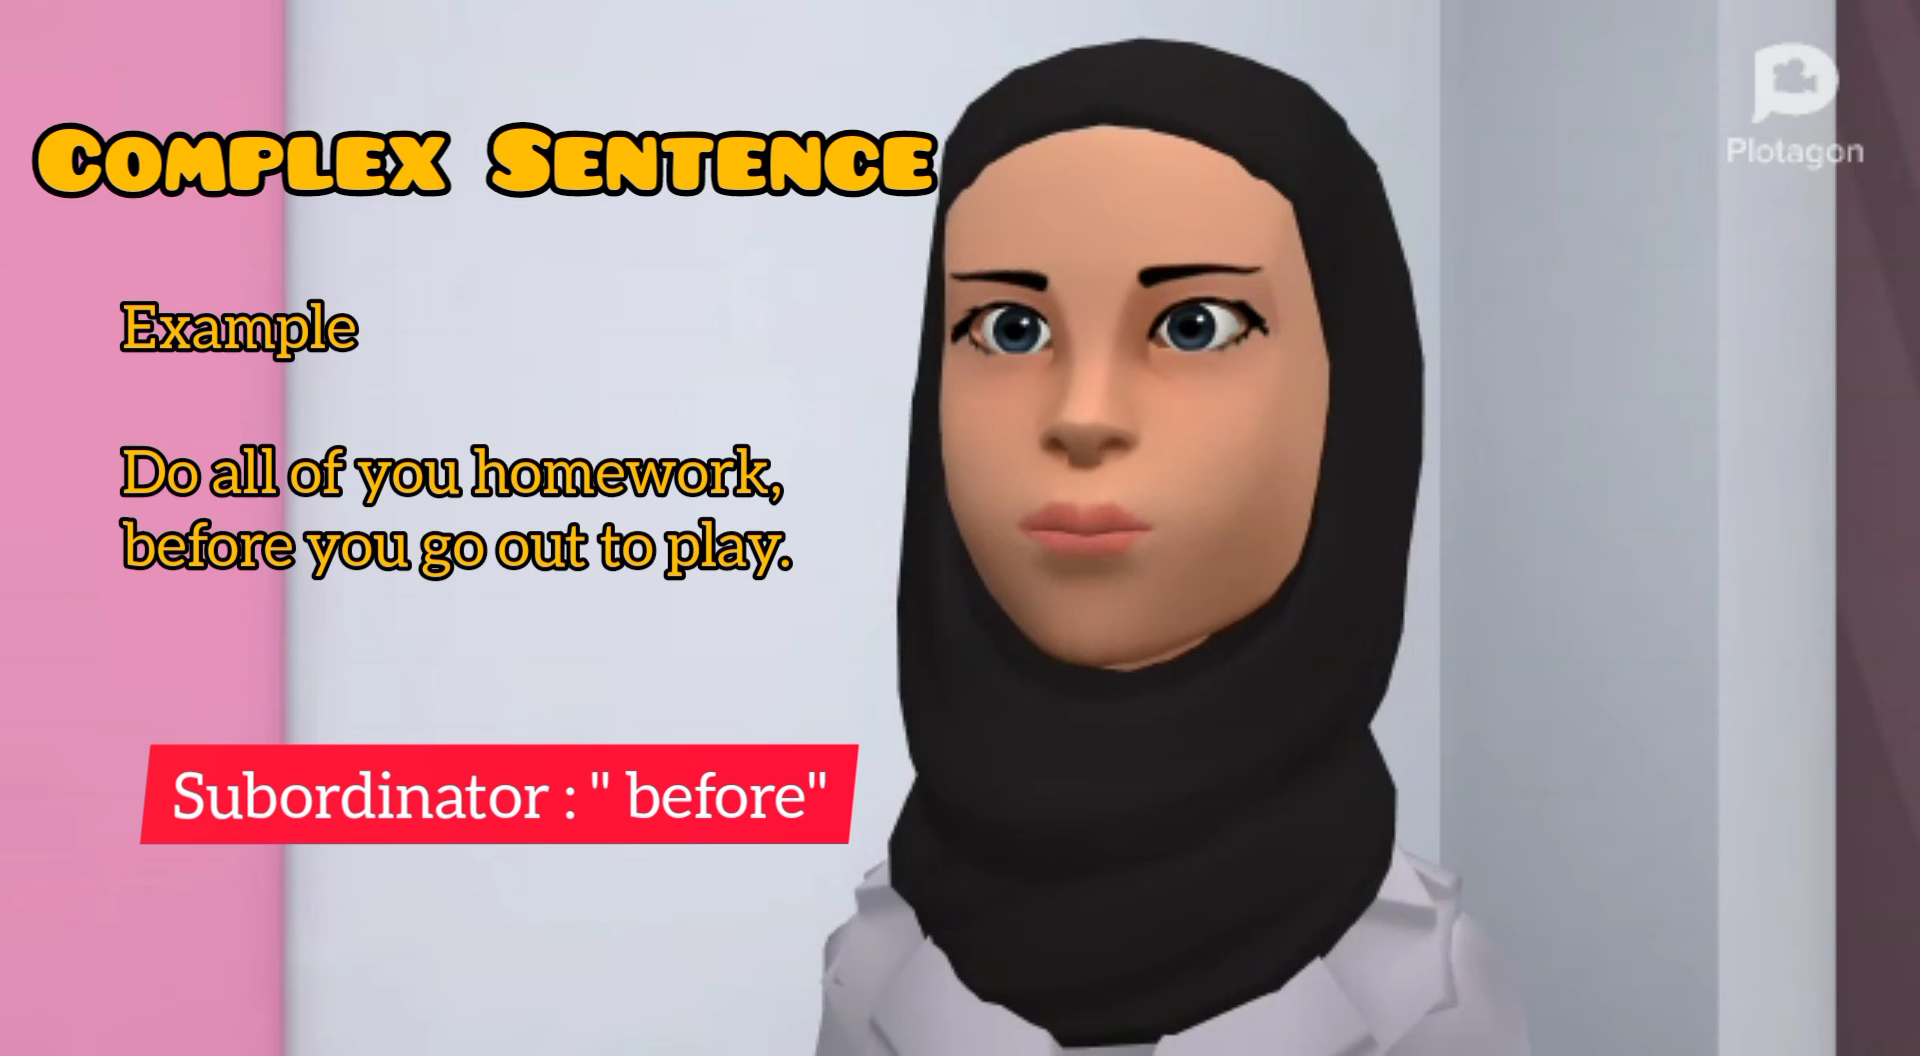 Plotagon
Complex Sentence
Example
Do all of you homework,
before you go out to play.
Subordinator : " before"